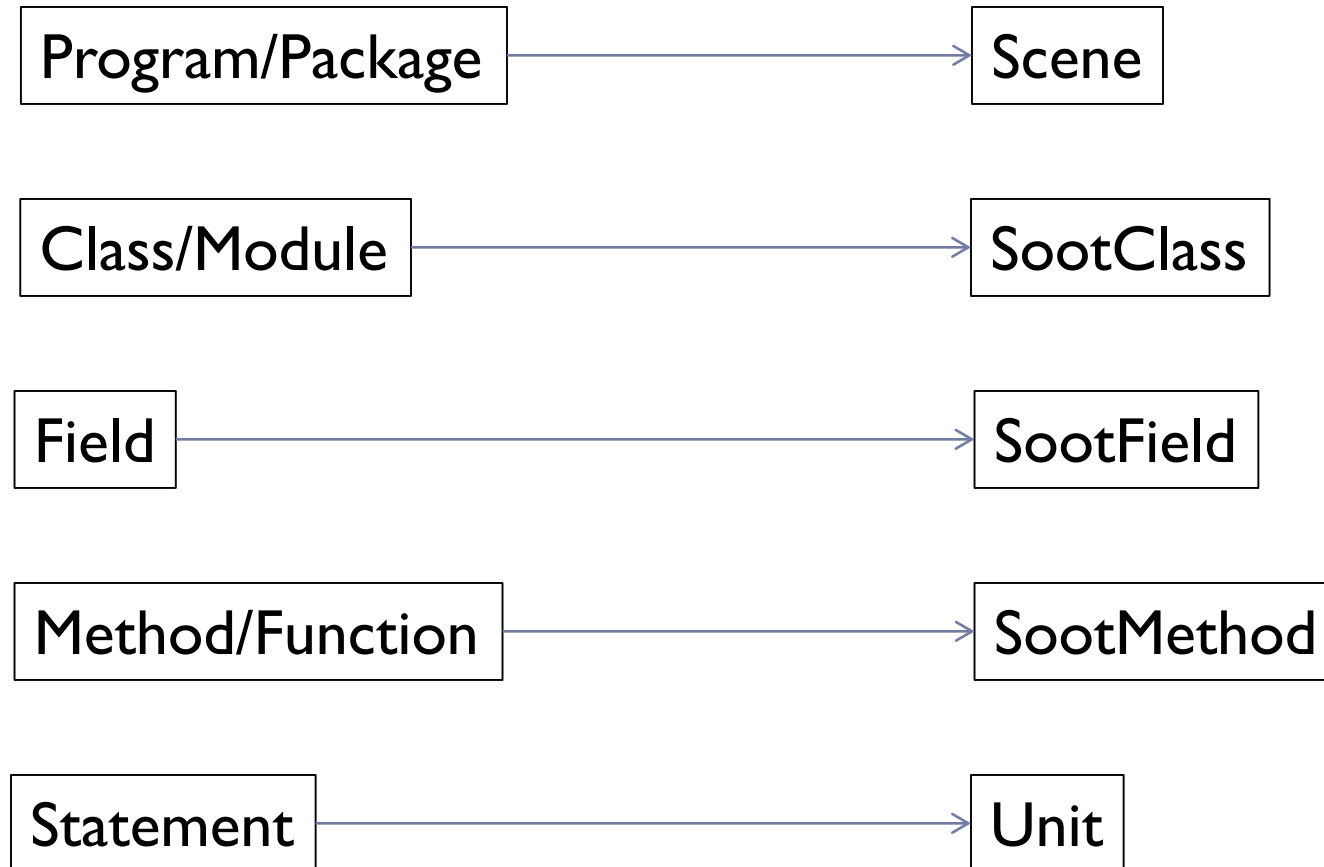 Program/Package
Scene
Class/Module
SootClass
Field
SootField
Method/Function
SootMethod
Statement
Unit